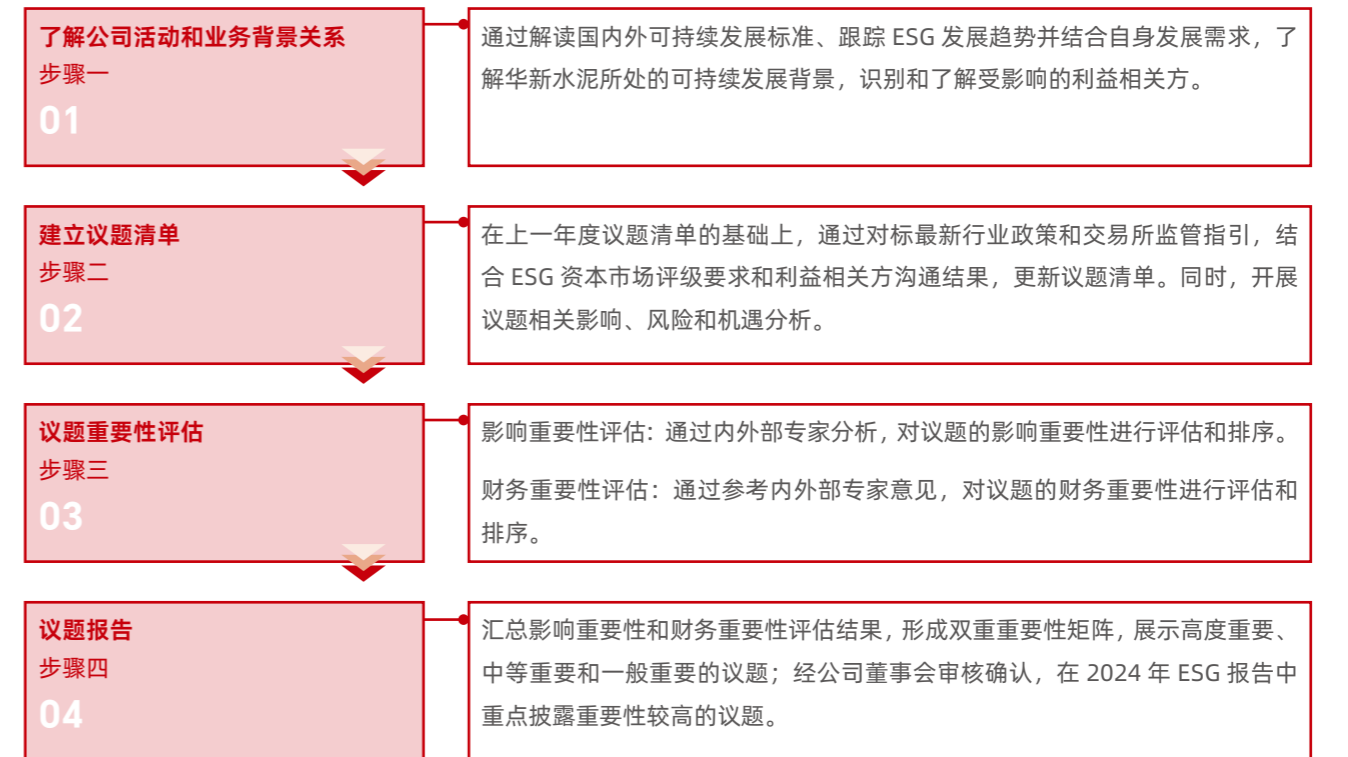 了解公司活动和业务背景关系
步骤一
01
通过解读国内外可持续发展标准、跟踪 ESG 发展趋势并结合自身发展需求，了
解华新水泥所处的可持续发展背景，识别和了解受影响的利益相关方。
建立议题清单
步骤二
02
在上一年度议题清单的基础上，通过对标最新行业政策和交易所监管指引，结
合 ESG 资本市场评级要求和利益相关方沟通结果，更新议题清单。同时，开展
议题相关影响、风险和机遇分析。
议题重要性评估
步骤三
03
影响重要性评估：通过内外部专家分析，对议题的影响重要性进行评估和排序。
财务重要性评估：通过参考内外部专家意见，对议题的财务重要性进行评估和
排序。
议题报告
步骤四
04
汇总影响重要性和财务重要性评估结果，形成双重重要性矩阵，展示高度重要、
中等重要和一般重要的议题；经公司董事会审核确认，在 2024 年 ESG 报告中
重点披露重要性较高的议题。